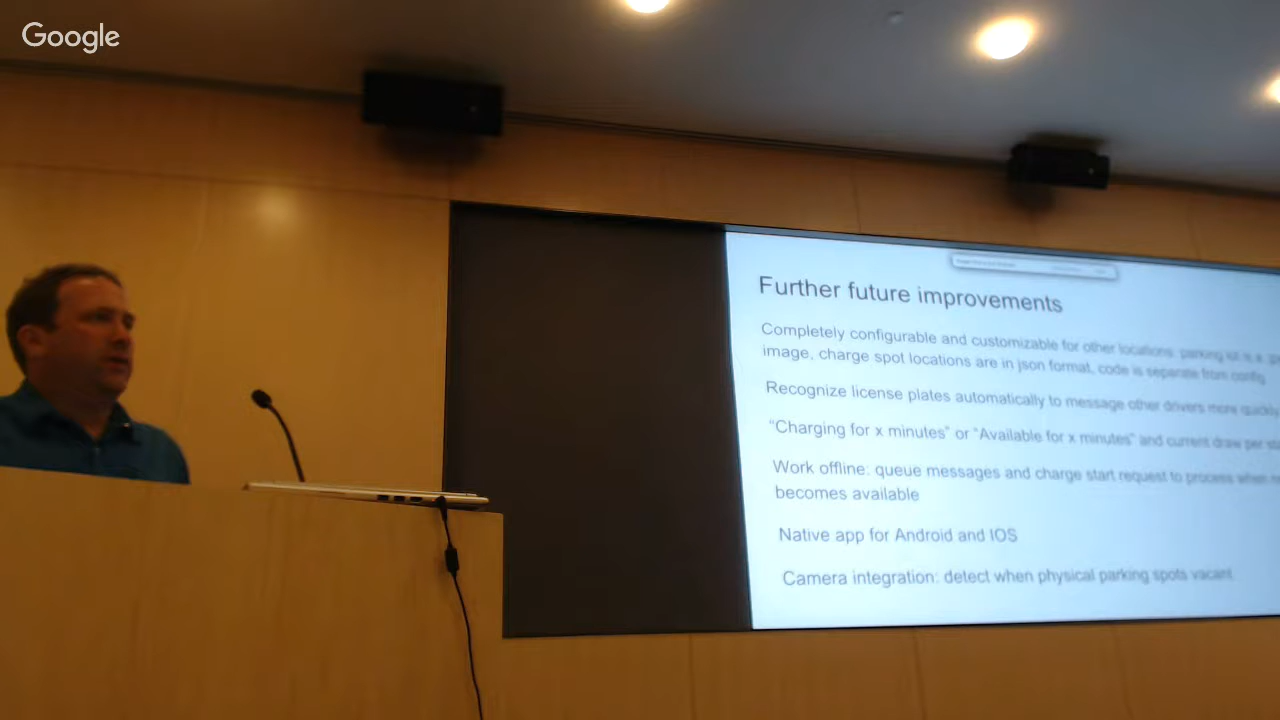 Google
Further future improvements
Completely configurable and customizable for other locations: parking lot is a
image, charge spot locations are in json format, code is separate from config
Recognize license plates automatically to message other drivers more quickly
"Charging for x minutes" or "Available for x minutes" and current draw per
Work offline: queue messages and charge start request to process when
becomes available
Native app for Android and IOS
Camera integration: detect when physical parking spots vacant